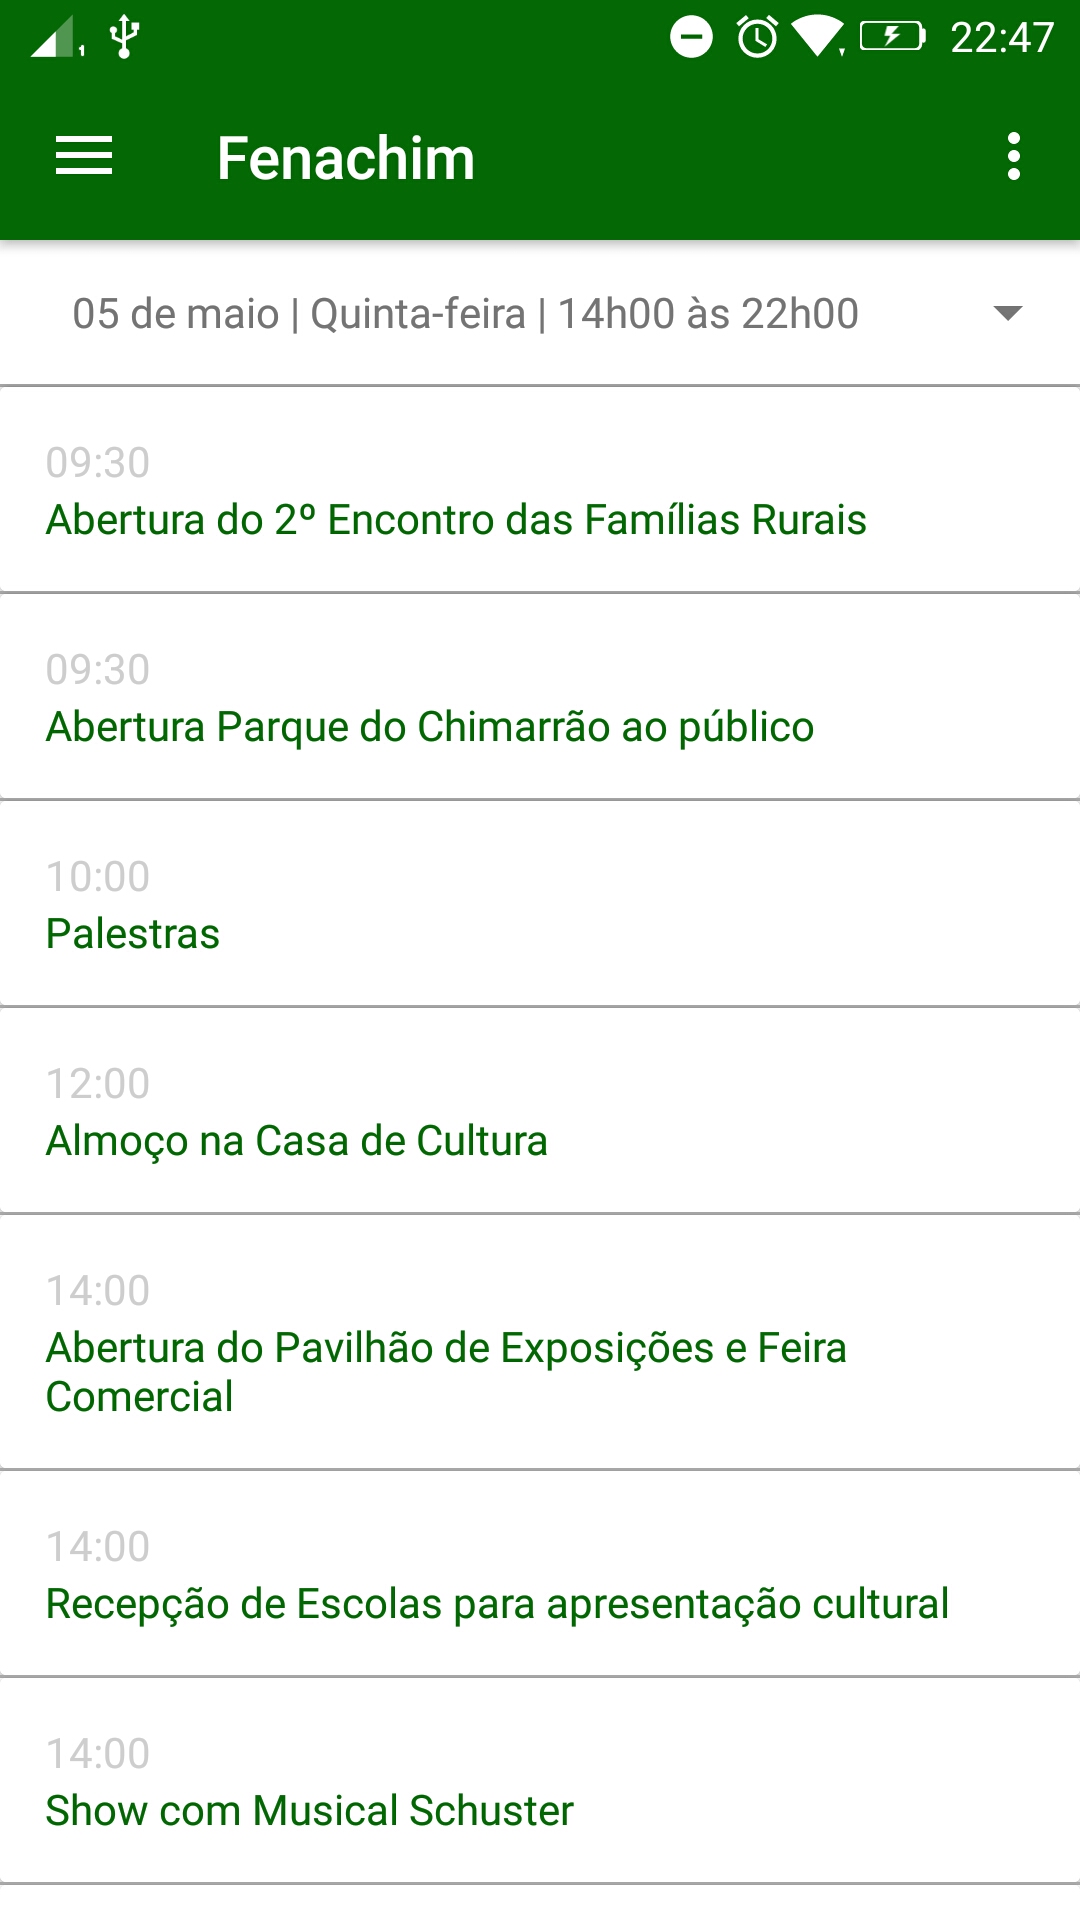 1
22:47
Fenachim
05 de maio | Quinta-feira | 14h00 às 22h00
09:30
Abertura do 2º Encontro das Famílias Rurais
09:30
Abertura Parque do Chimarrão ao público
10:00
Palestras
12:00
Almoço na Casa de Cultura
14:00
Abertura do Pavilhão de Exposições e Feira
Comercial
14:00
Recepção de Escolas para apresentação cultural
14:00
Show com Musical Schuster